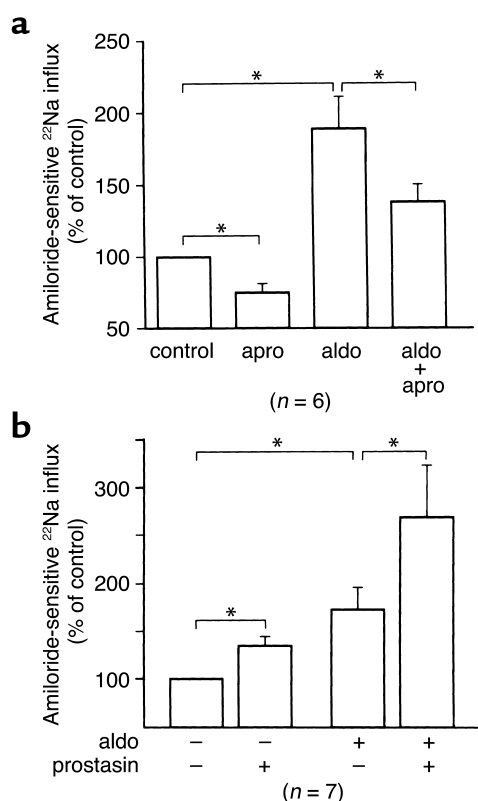 a
Amiloride-sensitive ²²Na influx
(% of control)
250
200
150
100
50
*
*
*
control apro aldo aldo
+
apro
(n = 6)
b
Amiloride-sensitive ²²Na influx
(% of control)
300
200
100
*
*
*
aldo − − + +
prostasin − + − +
(n = 7)